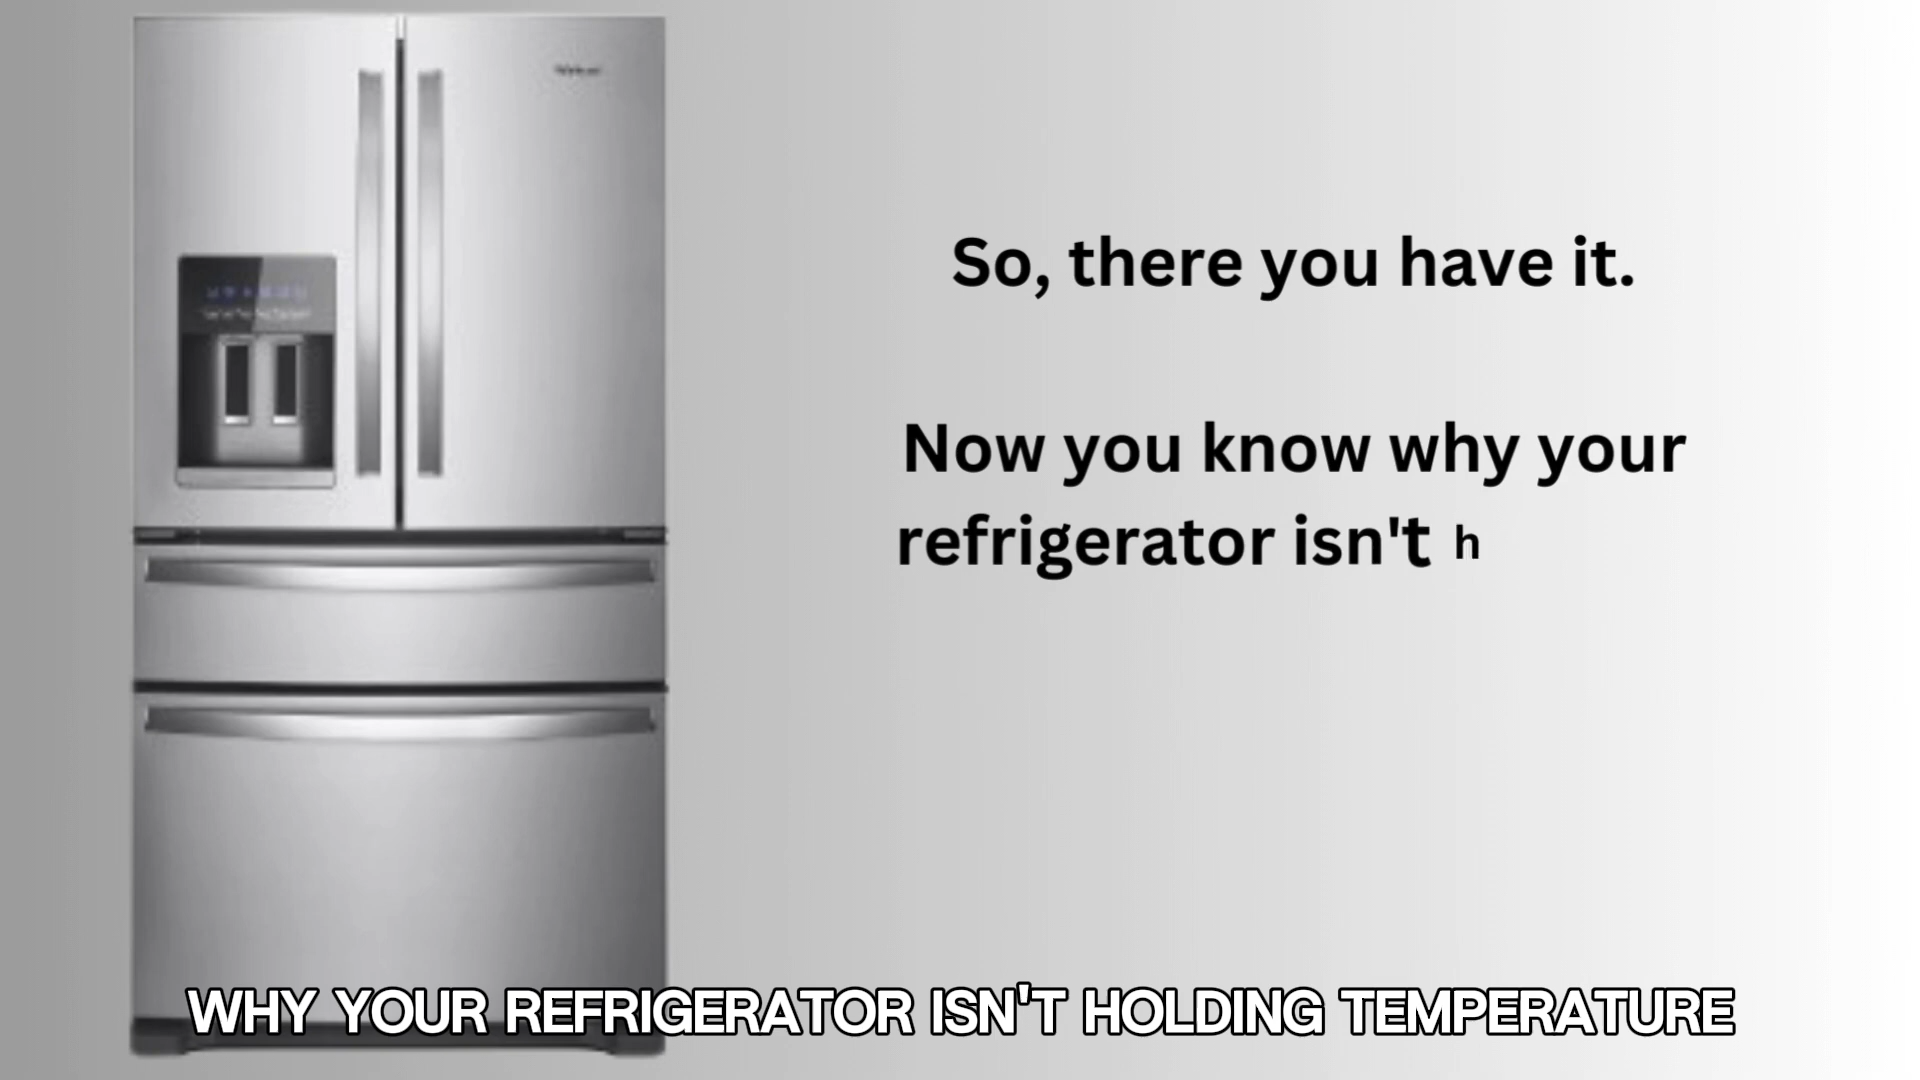 So, there you have it.
Now you know why your
refrigerator isn't h
WHY YOUR REFRIGERATOR ISN'T HOLDING TEMPERATURE